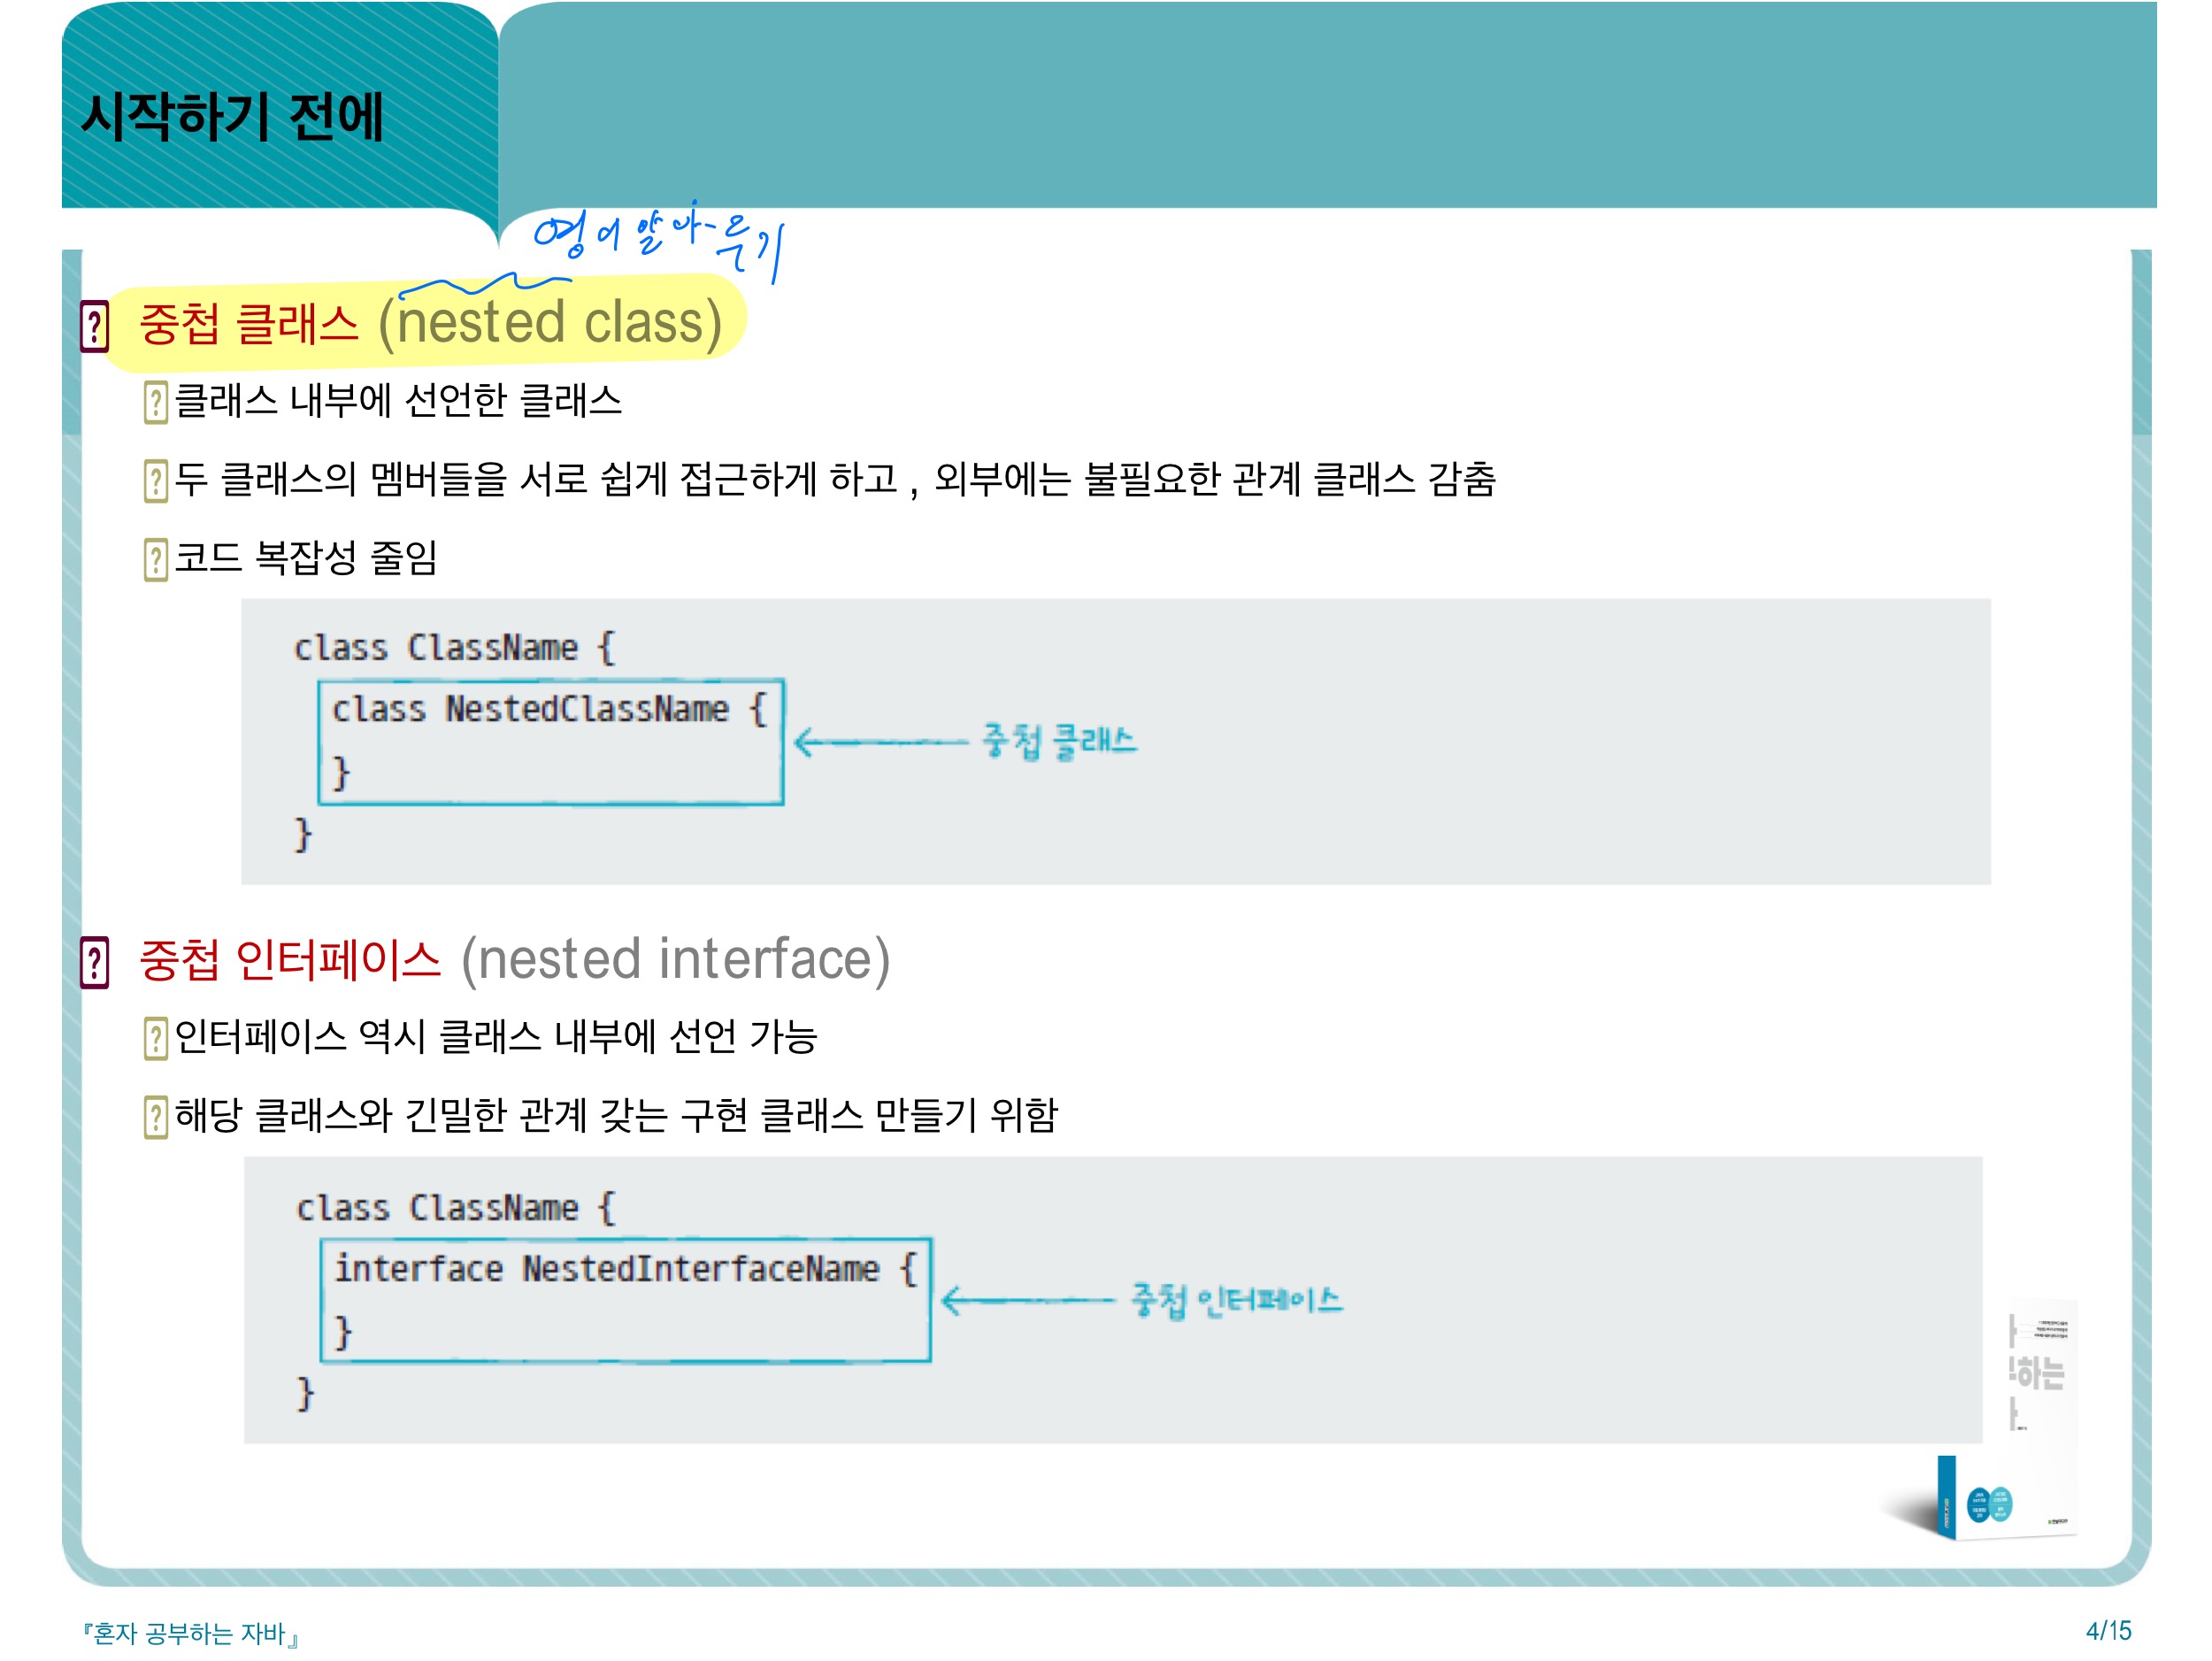 시작하기 전에
영어 알아두기
중첩 클래스 (nested class)
클래스 내부에 선언한 클래스
두 클래스의 멤버들을 서로 쉽게 접근하게 하고 , 외부에는 불필요한 관계 클래스 감춤
코드 복잡성 줄임
class ClassName {
class NestedClassName {
중첩 클래스
}
}
중첩 인터페이스 (nested interface)
인터페이스 역시 클래스 내부에 선언 가능
해당 클래스와 긴밀한 관계 갖는 구현 클래스 만들기 위함
class ClassName {
interface NestedInterfaceName {
중첩 인터페이스
}
}
하는
『혼자 공부하는 자바』
4/15